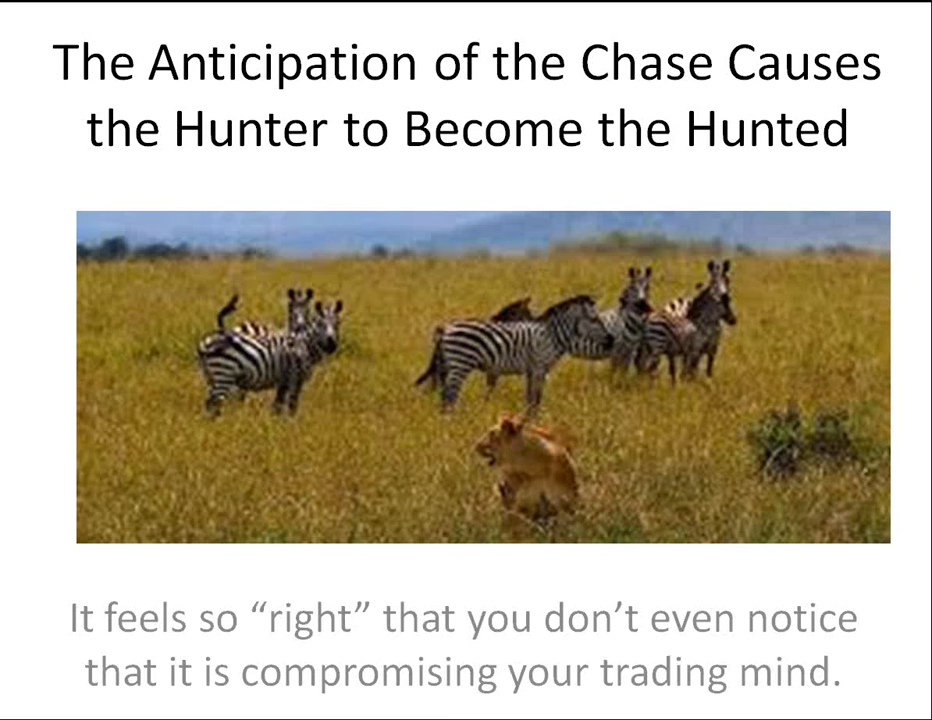 The Anticipation of the Chase Causes
the Hunter to Become the Hunted
It feels so “right” that you don’t even notice
that it is compromising your trading mind.